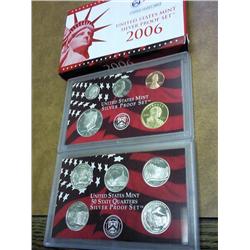 UNITED STATES MINT
SILVER PROOF SET
2006
UNITED STATES MINT
SILVER PROOF SET
UNITED STATES MINT
50 STATE QUARTERS
SILVER PROOF SET